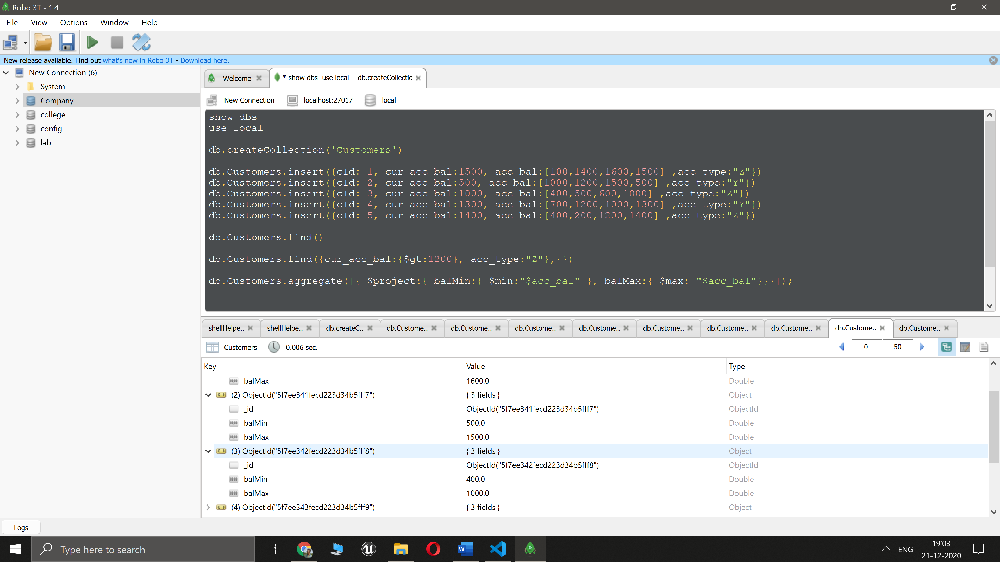 Robo 3T - 1.4
File View Options Window Help
New release available. Find out what's new in Robo 3T - Download here.
New Connection (6)
System
Company
college
config
lab
Welcome
* show dbs use local db.createCollectio
New Connection localhost:27017 local
show dbs
use local
db.createCollection('Customers')
db.Customers.insert({cId: 1, cur_acc_bal:1500, acc_bal:[100,1400,1600,1500] ,acc_type:"Z"})
db.Customers.insert({cId: 2, cur_acc_bal:500, acc_bal:[1000,1200,1500,500] ,acc_type:"Y"})
db.Customers.insert({cId: 3, cur_acc_bal:1000, acc_bal:[400,500,600,1000] ,acc_type:"Z"})
db.Customers.insert({cId: 4, cur_acc_bal:1300, acc_bal:[700,1200,1000,1300] ,acc_type:"Y"})
db.Customers.insert({cId: 5, cur_acc_bal:1400, acc_bal:[400,200,1200,1400] ,acc_type:"Z"})
db.Customers.find()
db.Customers.find({cur_acc_bal:{$gt:1200}, acc_type:"Z"},{})
db.Customers.aggregate([{ $project:{ balMin:{ $min:"$acc_bal" }, balMax:{ $max: "$acc_bal"}}}]);
shellHelpe.. shellHelpe.. db.createC.. db.Custome.. db.Custome.. db.Custome.. db.Custome.. db.Custome.. db.Custome.. db.Custome.. db.Custome.. db.Custome..
Customers 0.006 sec. 0 50
Key Value Type
balMax 1600.0 Double
(2) ObjectId("5f7ee341fecd223d34b5fff7") { 3 fields } Object
_id ObjectId("5f7ee341fecd223d34b5fff7") ObjectId
balMin 500.0 Double
balMax 1500.0 Double
(3) ObjectId("5f7ee342fecd223d34b5fff8") { 3 fields } Object
_id ObjectId("5f7ee342fecd223d34b5fff8") ObjectId
balMin 400.0 Double
balMax 1000.0 Double
(4) ObjectId("5f7ee343fecd223d34b5fff9") { 3 fields } Object
Logs
Type here to search
ENG
19:03
21-12-2020